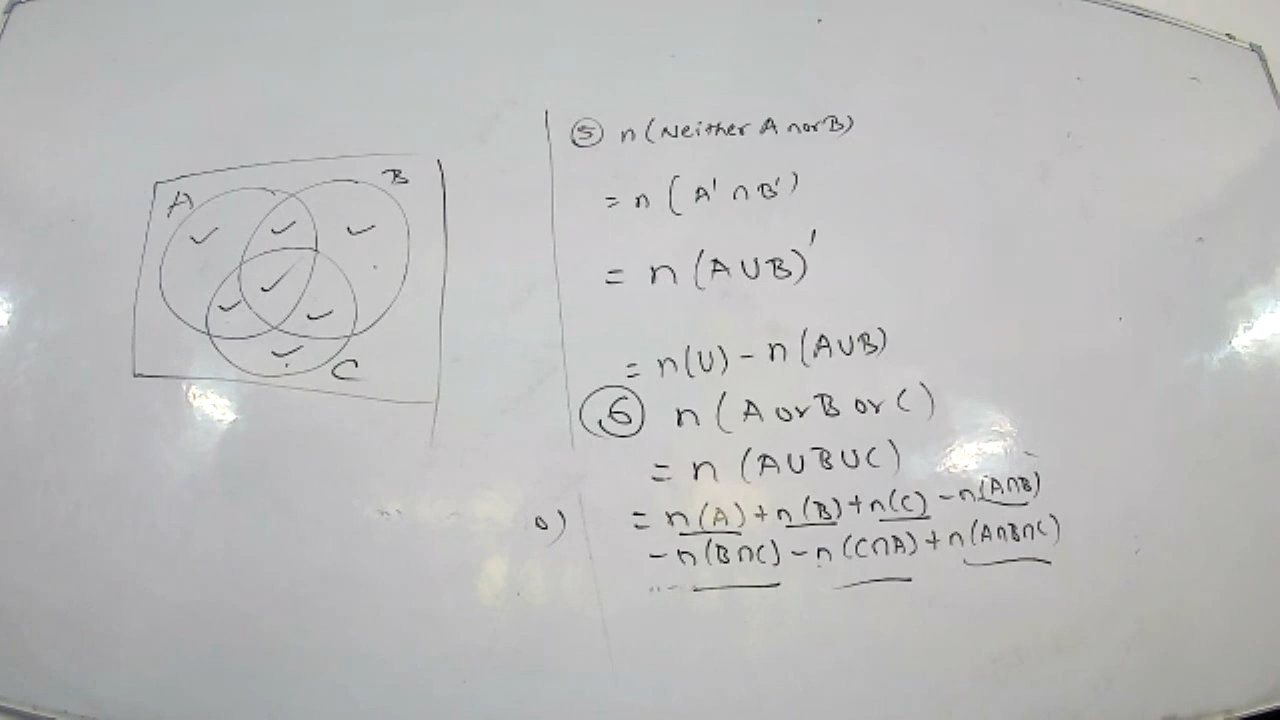 A
B
C
⑤ n(Neither A nor B)
= n(A' ∩ B')
= n(A∪B)'
= n(U) - n(A∪B)
⑥ n(A or B or C)
= n(A∪B∪C)
= n(A) + n(B) + n(C) - n(A∩B)
- n(B∩C) - n(C∩A) + n(A∩B∩C)